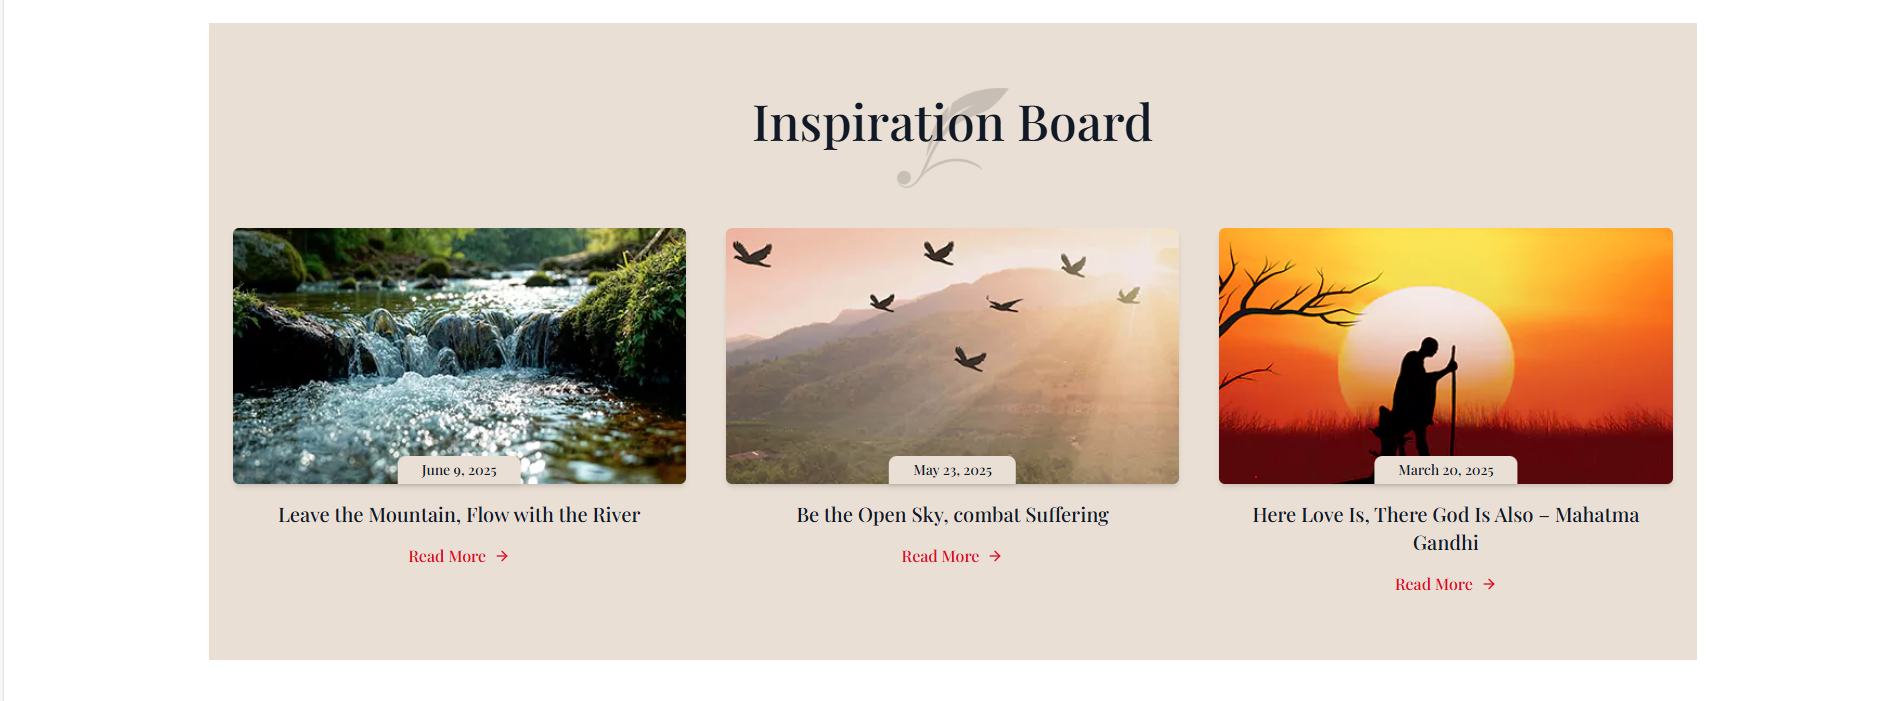 Inspiration Board
June 9, 2025
Leave the Mountain, Flow with the River
Read More
May 23, 2025
Be the Open Sky, combat Suffering
Read More
March 20, 2025
Here Love Is, There God Is Also – Mahatma
Gandhi
Read More